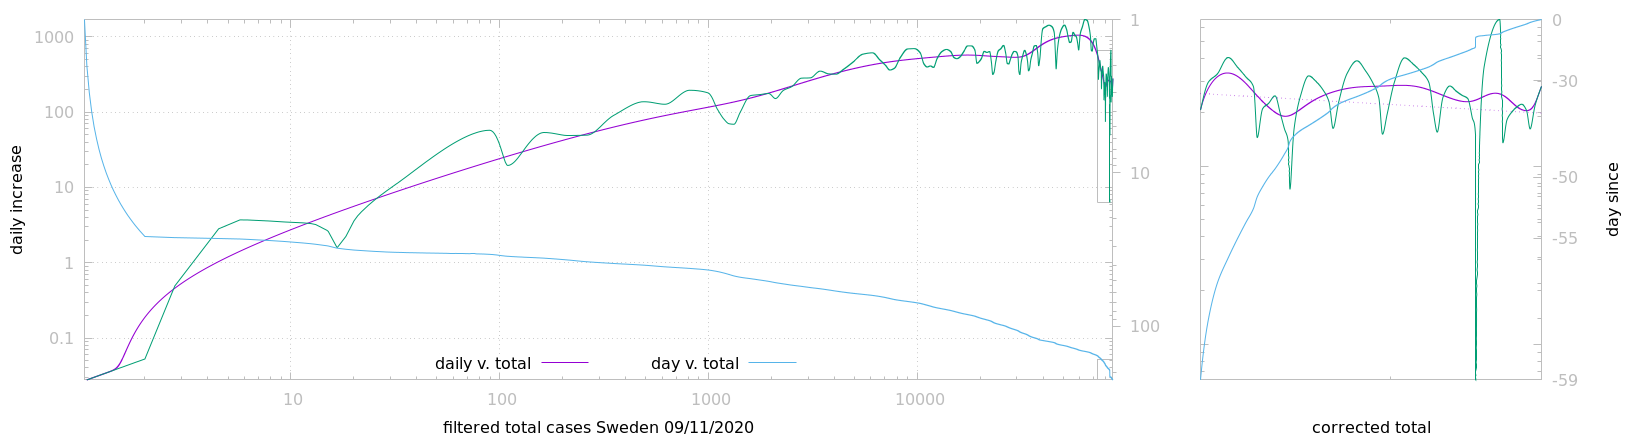 daily increase
1000
100
10
1
0.1
10
100
1000
10000
1
10
100
daily v. total
day v. total
filtered total cases Sweden 09/11/2020
0
-30
-50
-55
-59
day since
corrected total